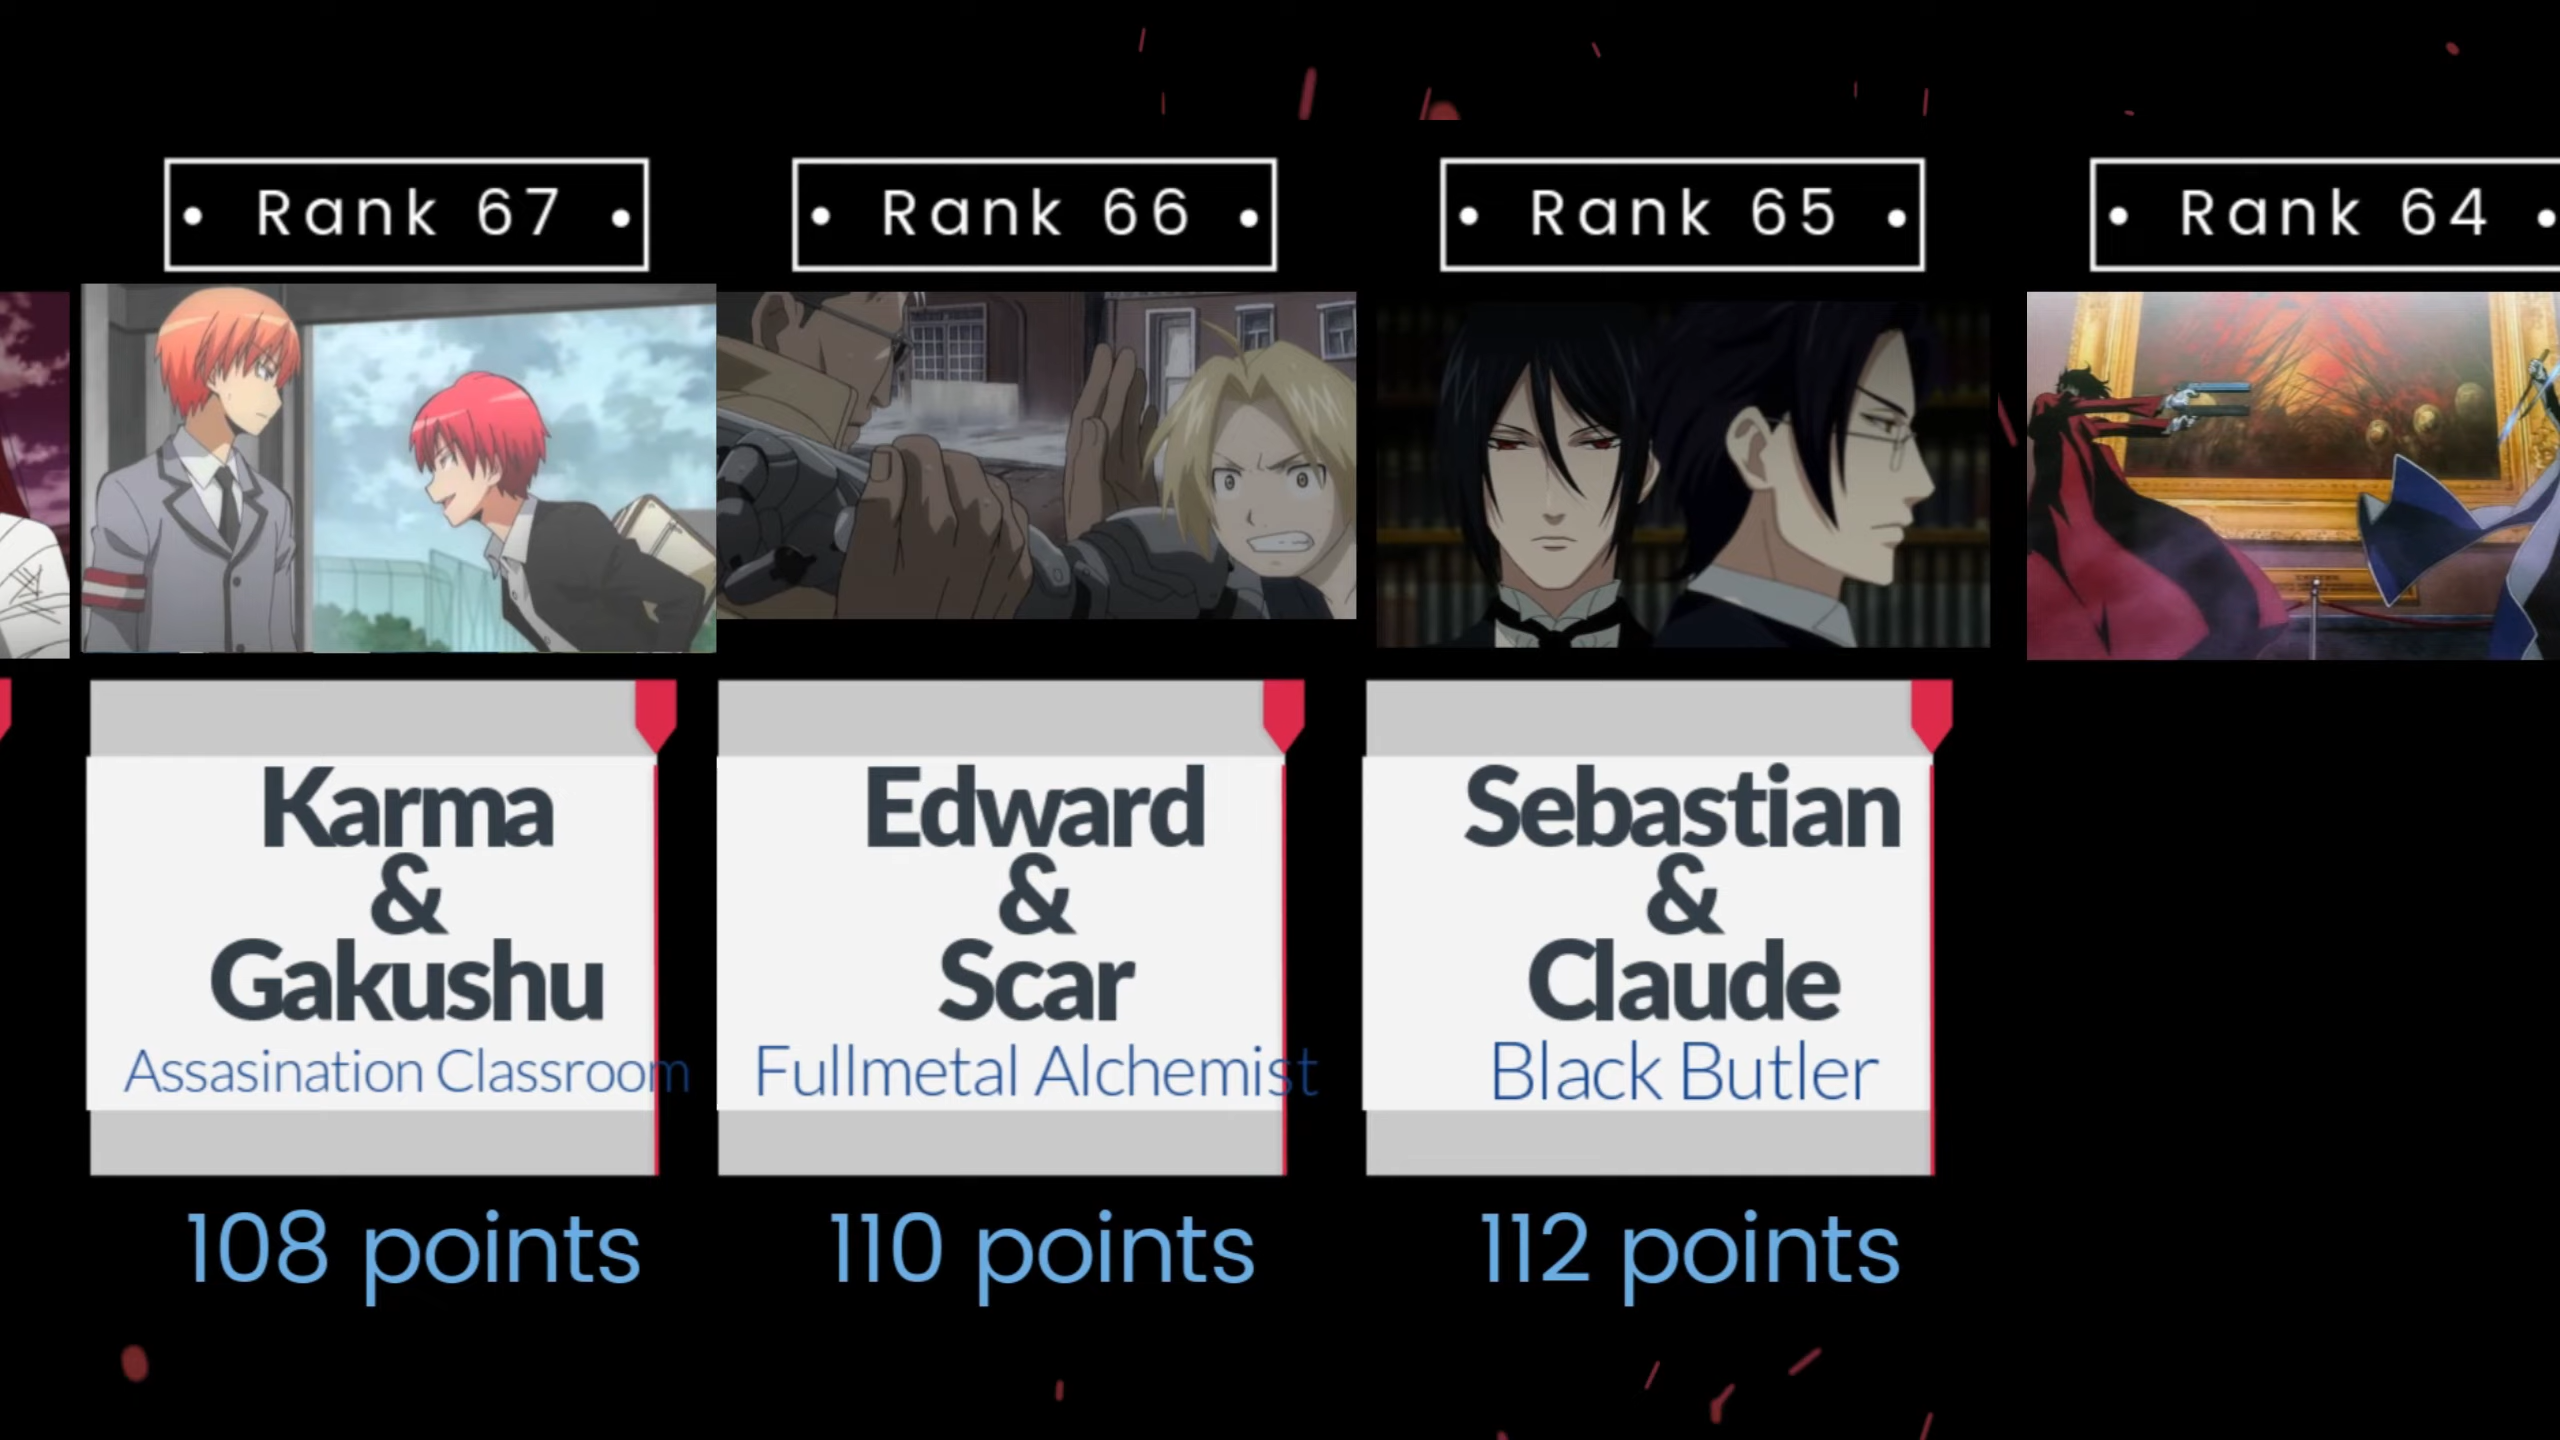 Rank 67
Rank 66
Rank 65
Rank 64
Karma
&
Gakushu
Assasination Classroom
108 points
Edward
&
Scar
Fullmetal Alchemist
110 points
Sebastian
&
Claude
Black Butler
112 points